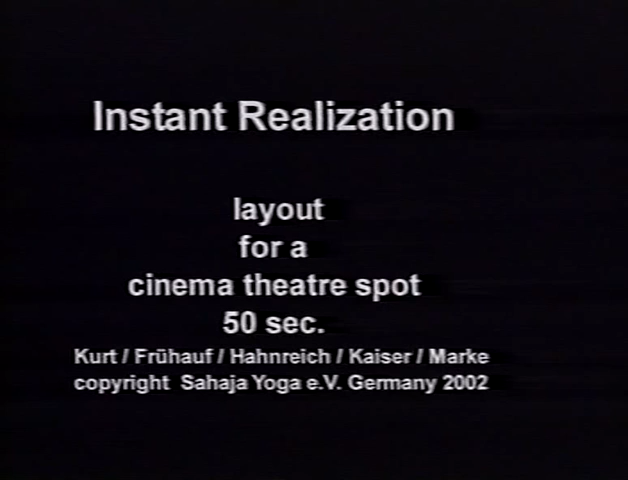 Instant Realization
layout
for a
cinema theatre spot
50 sec.
Kurt / Frühauf / Hahnreich / Kaiser / Marke
copyright  Sahaja Yoga e.V. Germany 2002